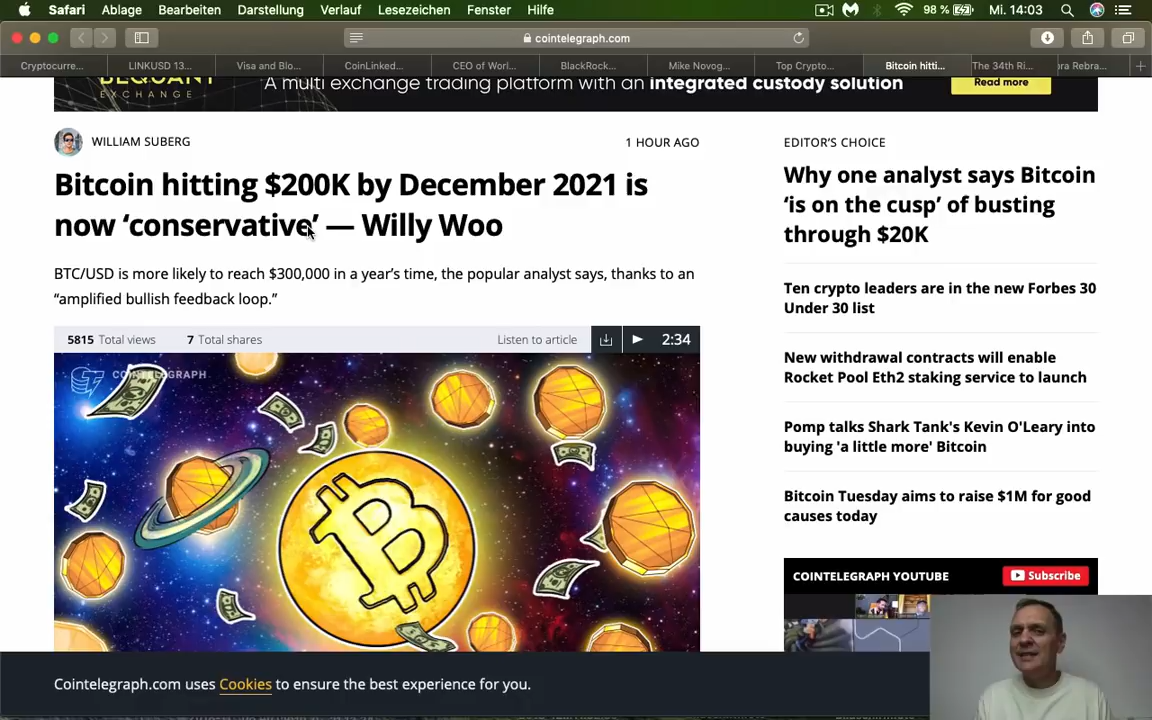 Safari Ablage Bearbeiten Darstellung Verlauf Lesezeichen Fenster Hilfe 98 % Mi. 14:03
cointelegraph.com
Cryptocurre... LINKUSD 13... Visa and Blo... CoinLinked... CEO of Worl... BlackRock... Mike Novog... Top Crypto... Bitcoin hitti... The 34th Ri... ora Rebra...
BEQUANT
EXCHANGE
A multi exchange trading platform with an integrated custody solution
Read more
WILLIAM SUBERG
1 HOUR AGO
Bitcoin hitting $200K by December 2021 is
now ‘conservative’ — Willy Woo
BTC/USD is more likely to reach $300,000 in a year’s time, the popular analyst says, thanks to an
“amplified bullish feedback loop.”
5815 Total views 7 Total shares Listen to article 2:34
COINTELEGRAPH
EDITOR’S CHOICE
Why one analyst says Bitcoin
‘is on the cusp’ of busting
through $20K
Ten crypto leaders are in the new Forbes 30
Under 30 list
New withdrawal contracts will enable
Rocket Pool Eth2 staking service to launch
Pomp talks Shark Tank's Kevin O'Leary into
buying 'a little more' Bitcoin
Bitcoin Tuesday aims to raise $1M for good
causes today
COINTELEGRAPH YOUTUBE
Subscribe
Cointelegraph.com uses Cookies to ensure the best experience for you.